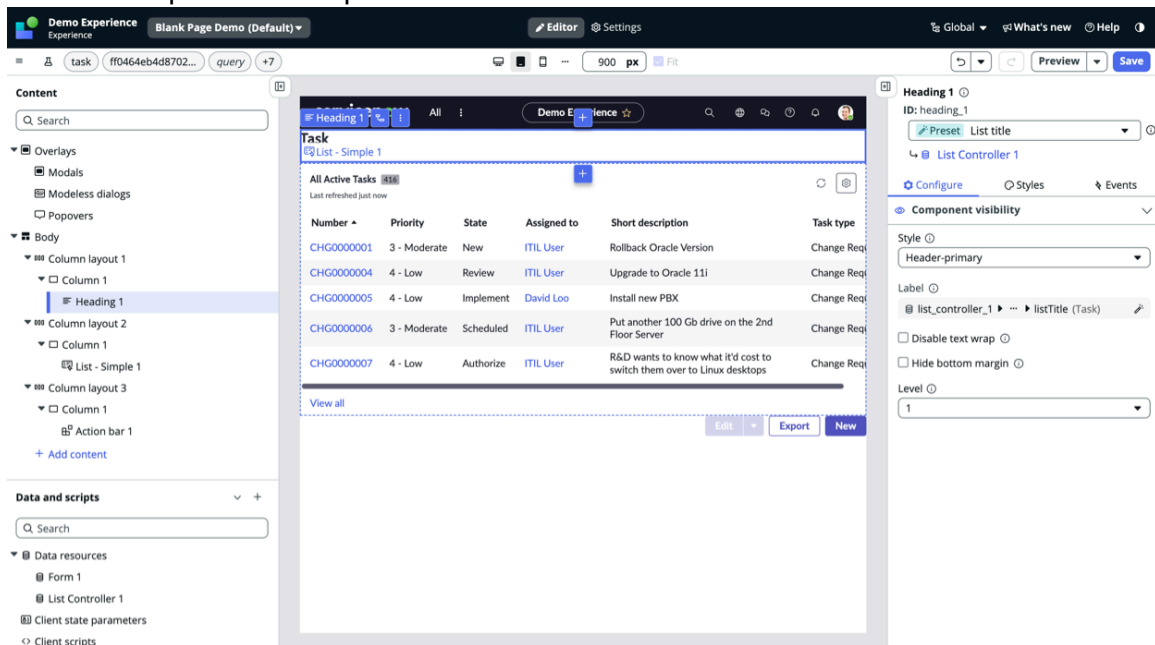 Demo Experience
Experience
Blank Page Demo (Default)
Editor
Settings
Global
What's new
Help
task
ff0464eb4d8702...
query
+7
900 px
Fit
Preview
Save
Content
Search
Overlays
Modals
Modeless dialogs
Popovers
Body
Column layout 1
Column 1
Heading 1
Column layout 2
Column 1
List - Simple 1
Column layout 3
Column 1
Action bar 1
+ Add content
Data and scripts
Search
Data resources
Form 1
List Controller 1
Client state parameters
Client scripts
Heading 1
All
Demo Experience
Task
List - Simple 1
All Active Tasks 416
Last refreshed just now
Number Priority State Assigned to Short description Task type
CHG0000001 3 - Moderate New ITIL User Rollback Oracle Version Change Req
CHG0000004 4 - Low Review ITIL User Upgrade to Oracle 11i Change Req
CHG0000005 4 - Low Implement David Loo Install new PBX Change Req
CHG0000006 3 - Moderate Scheduled ITIL User Put another 100 Gb drive on the 2nd Floor Server Change Req
CHG0000007 4 - Low Authorize ITIL User R&D wants to know what it'd cost to switch them over to Linux desktops Change Req
View all
Edit
Export
New
Heading 1
ID: heading_1
Preset List title
List Controller 1
Configure
Styles
Events
Component visibility
Style
Header-primary
Label
list_controller_1 ▸ ··· ▸ listTitle (Task)
Disable text wrap
Hide bottom margin
Level
1